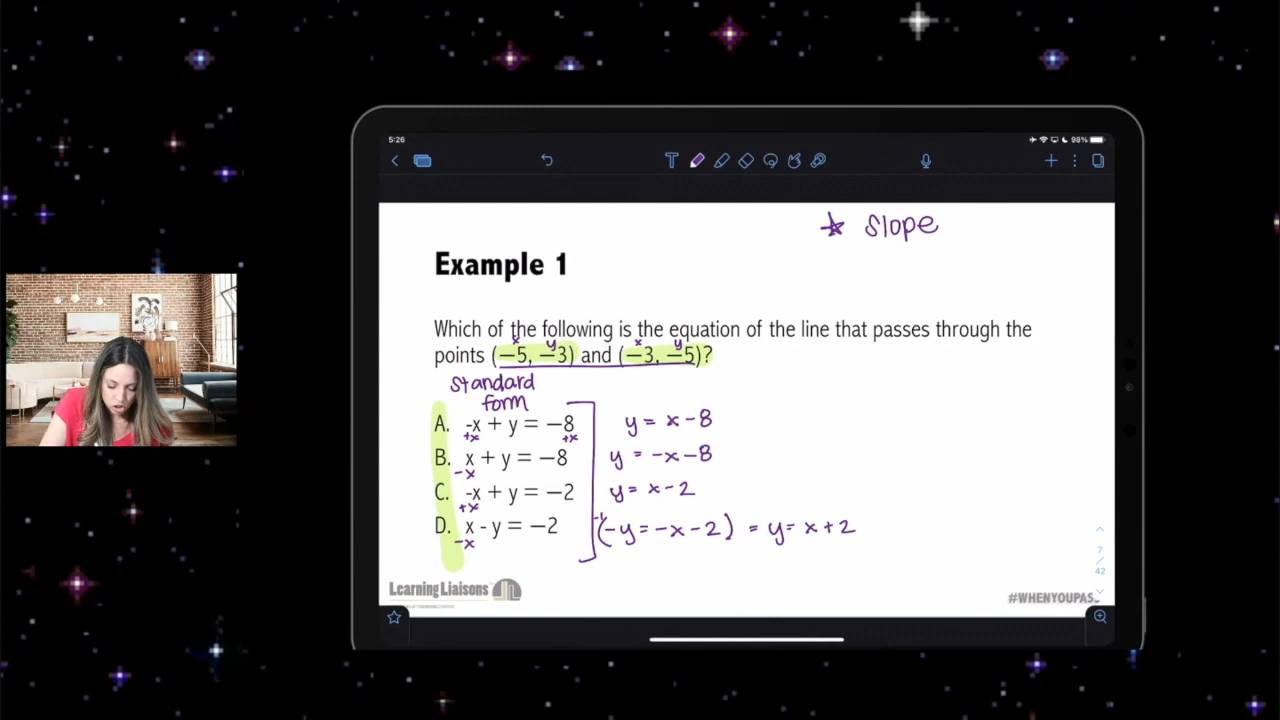 5:26
98%
T
★ Slope
Example 1
Which of the following is the equation of the line that passes through the
x y x y
points (−5, −3) and (−3, −5)?
standard
form
A. -x + y = −8 y = x − 8
+x +x
B. x + y = −8 y = −x − 8
−x
C. -x + y = −2 y = x − 2
+x
D. x - y = −2 (−y = −x − 2) = y = x + 2
−x
7
/
42
Learning Liaisons
#WHENYOUPASS